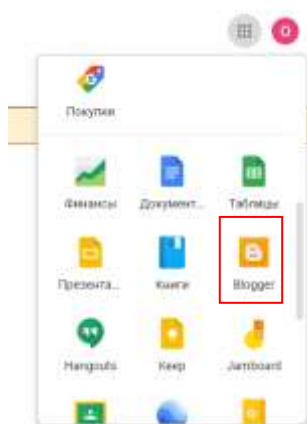 О
Покупки
Финансы Документ... Таблицы
Презента... Книги Blogger
Hangouts Keep Jamboard